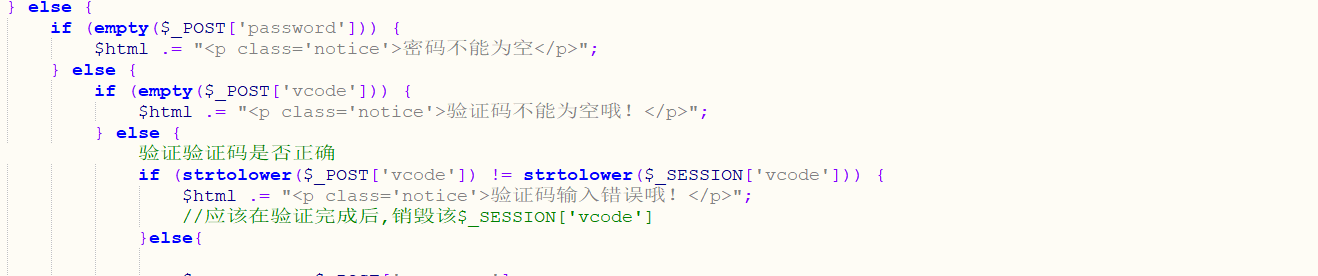 } else {
if (empty($_POST['password'])) {
$html .= "<p class='notice'>密码不能为空</p>";
} else {
if (empty($_POST['vcode'])) {
$html .= "<p class='notice'>验证码不能为空哦！</p>";
} else {
验证验证码是否正确
if (strtolower($_POST['vcode']) != strtolower($_SESSION['vcode'])) {
$html .= "<p class='notice'>验证码输入错误哦！</p>";
//应该在验证完成后,销毁该$_SESSION['vcode']
}else{